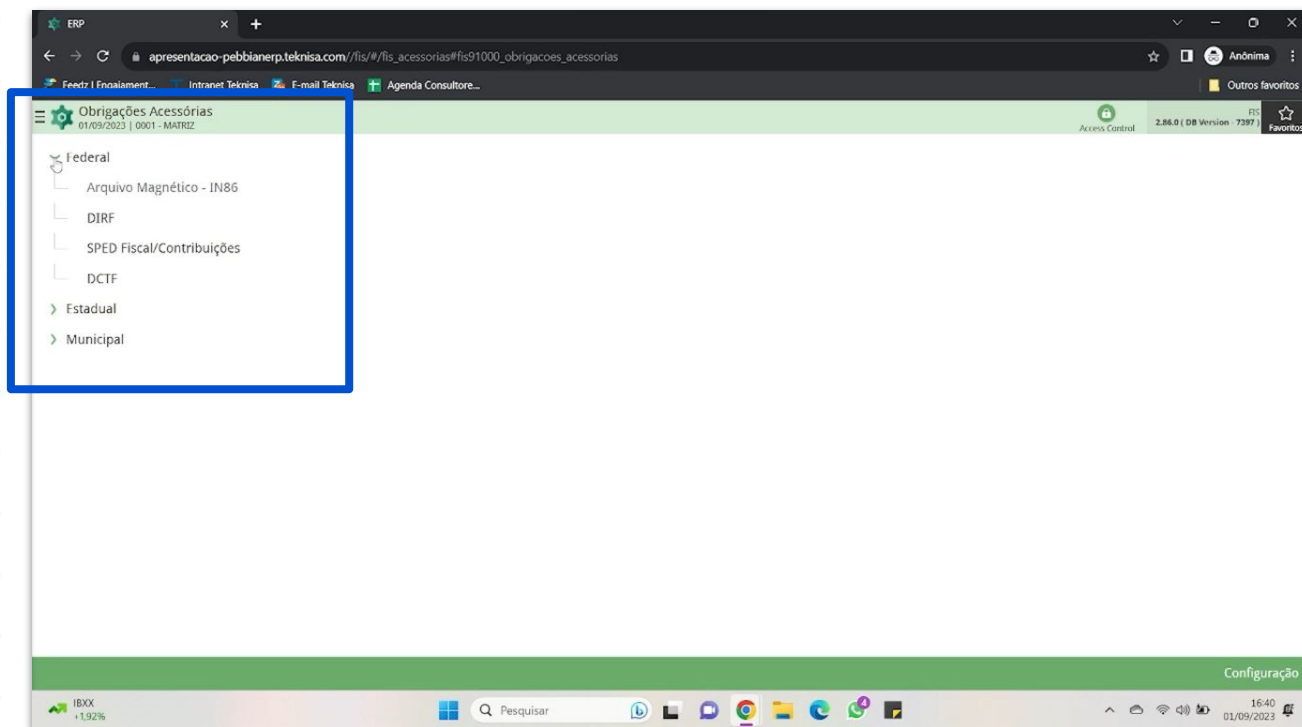 ERP
apresentacao-pebbianerp.teknisa.com//fis/#/fis_acessorias#fis91000_obrigacoes_acessorias
Anônima
Feedz | Engajament... Intranet Teknisa E-mail Teknisa Agenda Consultore... Outros favoritos
Obrigações Acessórias
01/09/2023 | 0001 - MATRIZ
Access Control
FIS
2.86.0 ( DB Version - 7397 )
Favoritos
Federal
Arquivo Magnético - IN86
DIRF
SPED Fiscal/Contribuições
DCTF
Estadual
Municipal
Configuração
IBXX
+1,92%
Pesquisar
4
16:40
01/09/2023